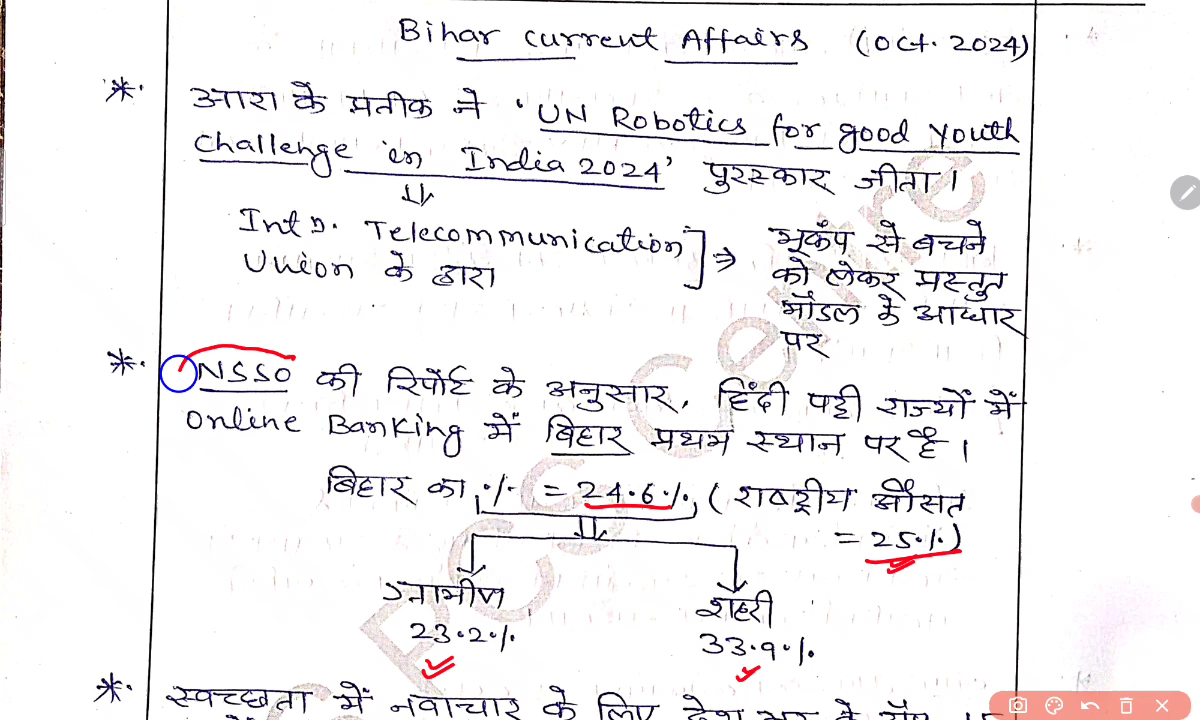 Bihar Current Affairs (Oct. 2024)
* आरा के प्रतीक ने 'UN Robotics for good Youth
Challenge in India 2024' पुरस्कार जीता।
Intn. Telecommunication
Union के द्वारा
⇒ भूकंप से बचने
को लेकर प्रस्तुत
मॉडल के आधार
पर
* NSSO की रिपोर्ट के अनुसार, हिंदी पट्टी राज्यों में
Online Banking में बिहार प्रथम स्थान पर है।
बिहार का % = 24.6%, (राष्ट्रीय औसत
= 25%)
ग्रामीण
23.2%
शहरी
33.9%
* स्वच्छता में नवाचार के लिए देश भर के